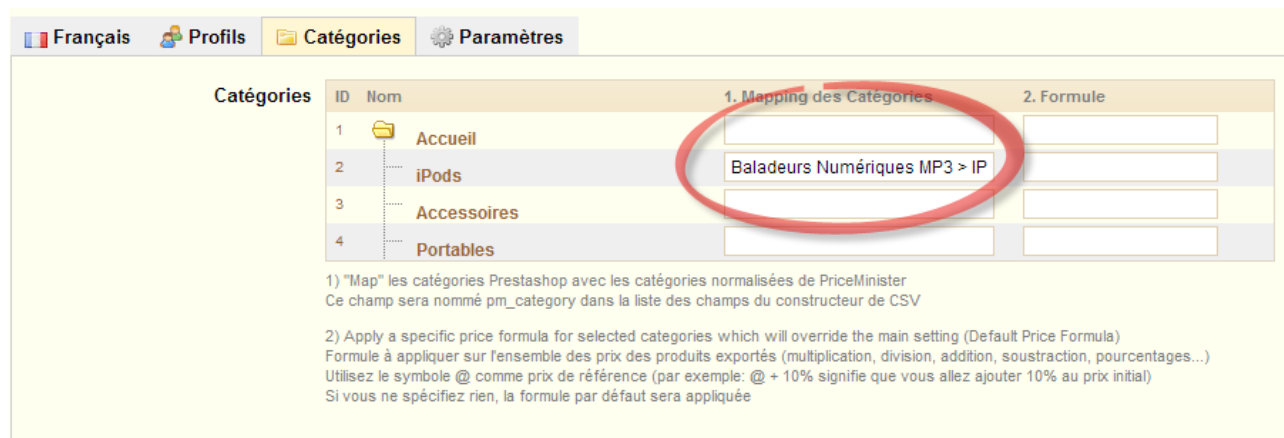 Français Profils Catégories Paramètres
Catégories ID Nom 1. Mapping des Catégories 2. Formule
1 Accueil
2 iPods Baladeurs Numériques MP3 > IP
3 Accessoires
4 Portables
1) "Map" les catégories Prestashop avec les catégories normalisées de PriceMinister
Ce champ sera nommé pm_category dans la liste des champs du constructeur de CSV
2) Apply a specific price formula for selected categories which will override the main setting (Default Price Formula)
Formule à appliquer sur l'ensemble des prix des produits exportés (multiplication, division, addition, soustraction, pourcentages...)
Utilisez le symbole @ comme prix de référence (par exemple: @ + 10% signifie que vous allez ajouter 10% au prix initial)
Si vous ne spécifiez rien, la formule par défaut sera appliquée